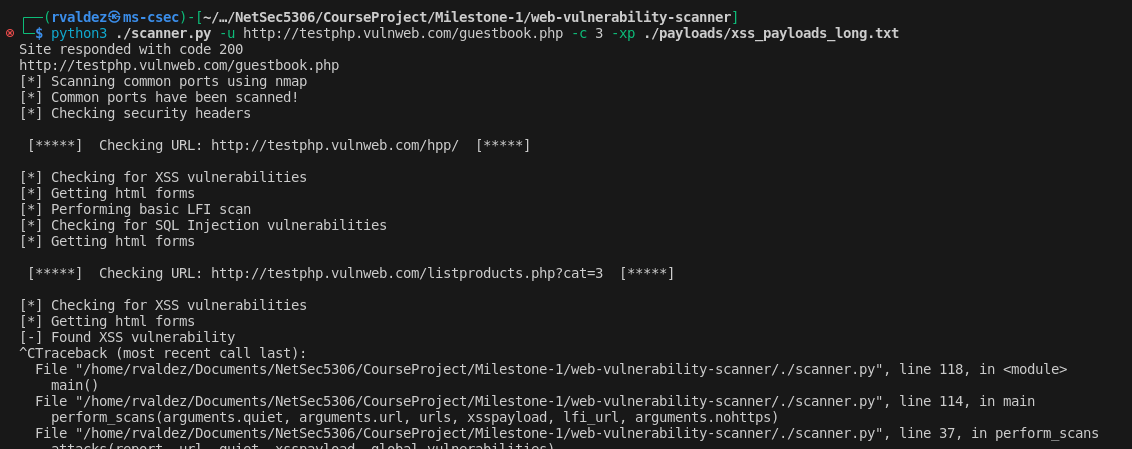 ┌──(rvaldez㉿ms-csec)-[~/…/NetSec5306/CourseProject/Milestone-1/web-vulnerability-scanner]
└─$ python3 ./scanner.py -u http://testphp.vulnweb.com/guestbook.php -c 3 -xp ./payloads/xss_payloads_long.txt
Site responded with code 200
http://testphp.vulnweb.com/guestbook.php
[*] Scanning common ports using nmap
[*] Common ports have been scanned!
[*] Checking security headers
[*****]  Checking URL: http://testphp.vulnweb.com/hpp/  [*****]
[*] Checking for XSS vulnerabilities
[*] Getting html forms
[*] Performing basic LFI scan
[*] Checking for SQL Injection vulnerabilities
[*] Getting html forms
[*****]  Checking URL: http://testphp.vulnweb.com/listproducts.php?cat=3  [*****]
[*] Checking for XSS vulnerabilities
[*] Getting html forms
[-] Found XSS vulnerability
^CTraceback (most recent call last):
File "/home/rvaldez/Documents/NetSec5306/CourseProject/Milestone-1/web-vulnerability-scanner/./scanner.py", line 118, in <module>
main()
File "/home/rvaldez/Documents/NetSec5306/CourseProject/Milestone-1/web-vulnerability-scanner/./scanner.py", line 114, in main
perform_scans(arguments.quiet, arguments.url, urls, xsspayload, lfi_url, arguments.nohttps)
File "/home/rvaldez/Documents/NetSec5306/CourseProject/Milestone-1/web-vulnerability-scanner/./scanner.py", line 37, in perform_scans
attacks(report, url, quiet, xsspayload, global_vulnerabilities)